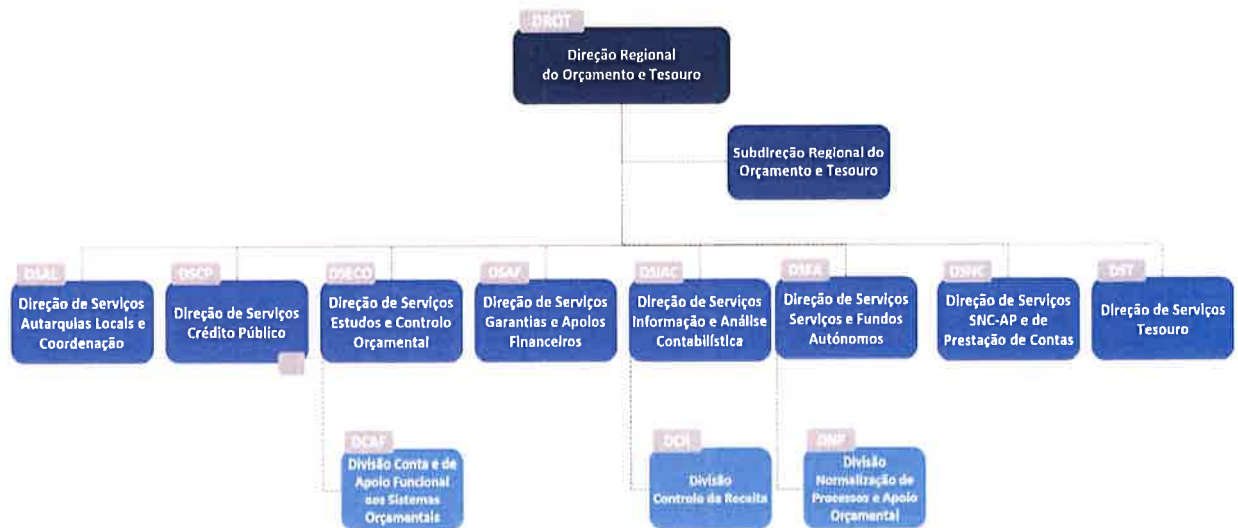 DROT
Direção Regional
do Orçamento e Tesouro
Subdireção Regional do
Orçamento e Tesouro
DSAL
Direção de Serviços
Autarquias Locais e
Coordenação
DSCP
Direção de Serviços
Crédito Público
DSECO
Direção de Serviços
Estudos e Controlo
Orçamental
DSAF
Direção de Serviços
Garantias e Apoios
Financeiros
DSIAC
Direção de Serviços
Informação e Análise
Contabilística
DSFA
Direção de Serviços
Serviços e Fundos
Autónomos
DSNC
Direção de Serviços
SNC-AP e de
Prestação de Contas
DST
Direção de Serviços
Tesouro
DCAF
Divisão Conta e de
Apoio Funcional
aos Sistemas
Orçamentais
DCR
Divisão
Controlo da Receita
DNP
Divisão
Normalização de
Processos e Apoio
Orçamental